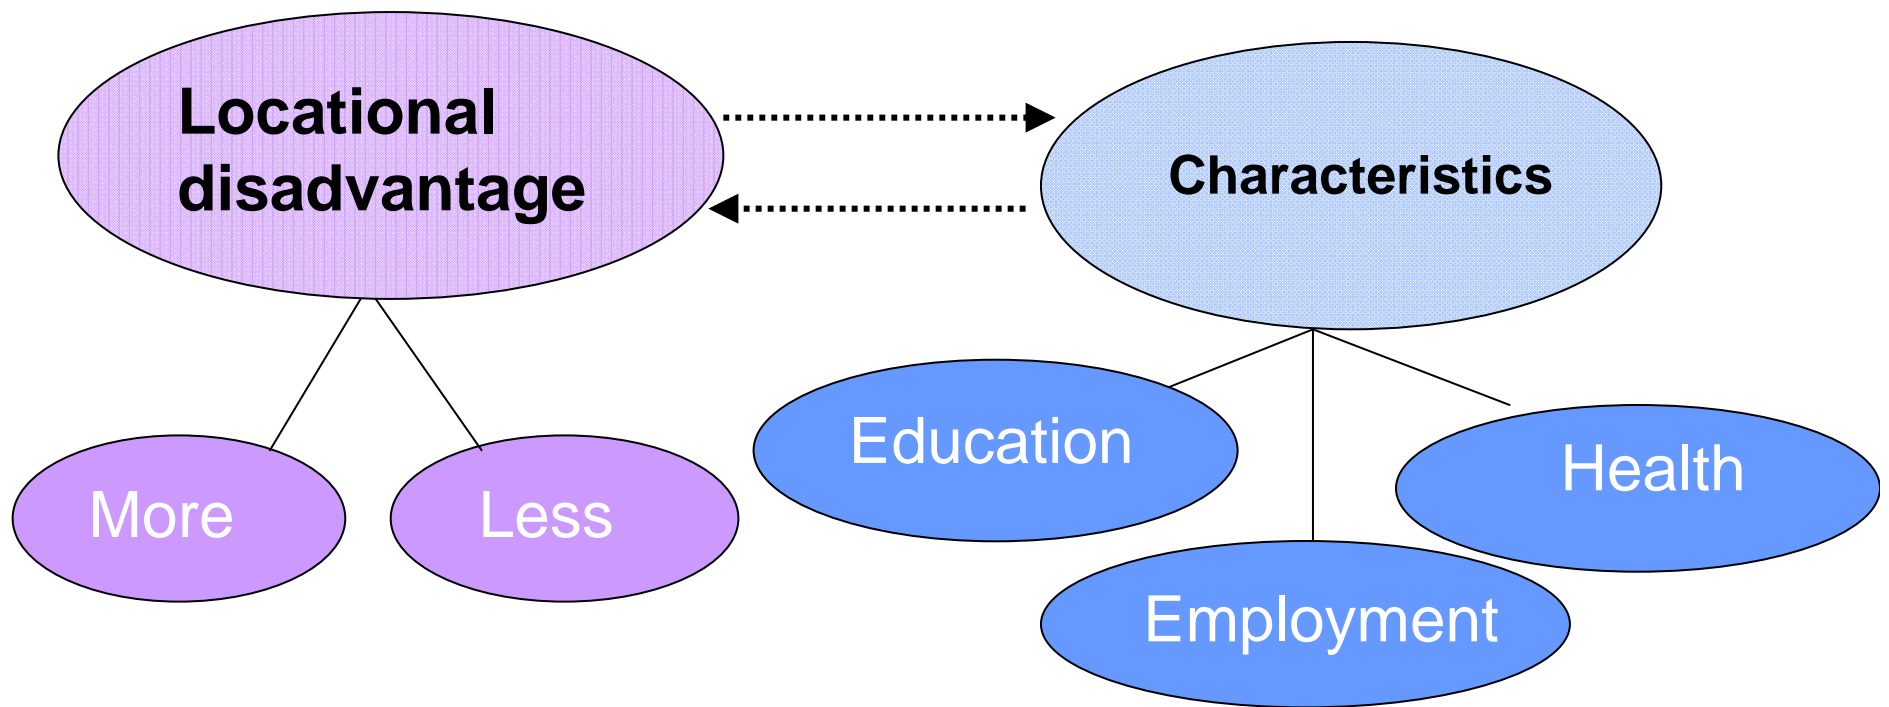 Locational
disadvantage
Characteristics
Education
Health
More
Less
Employment